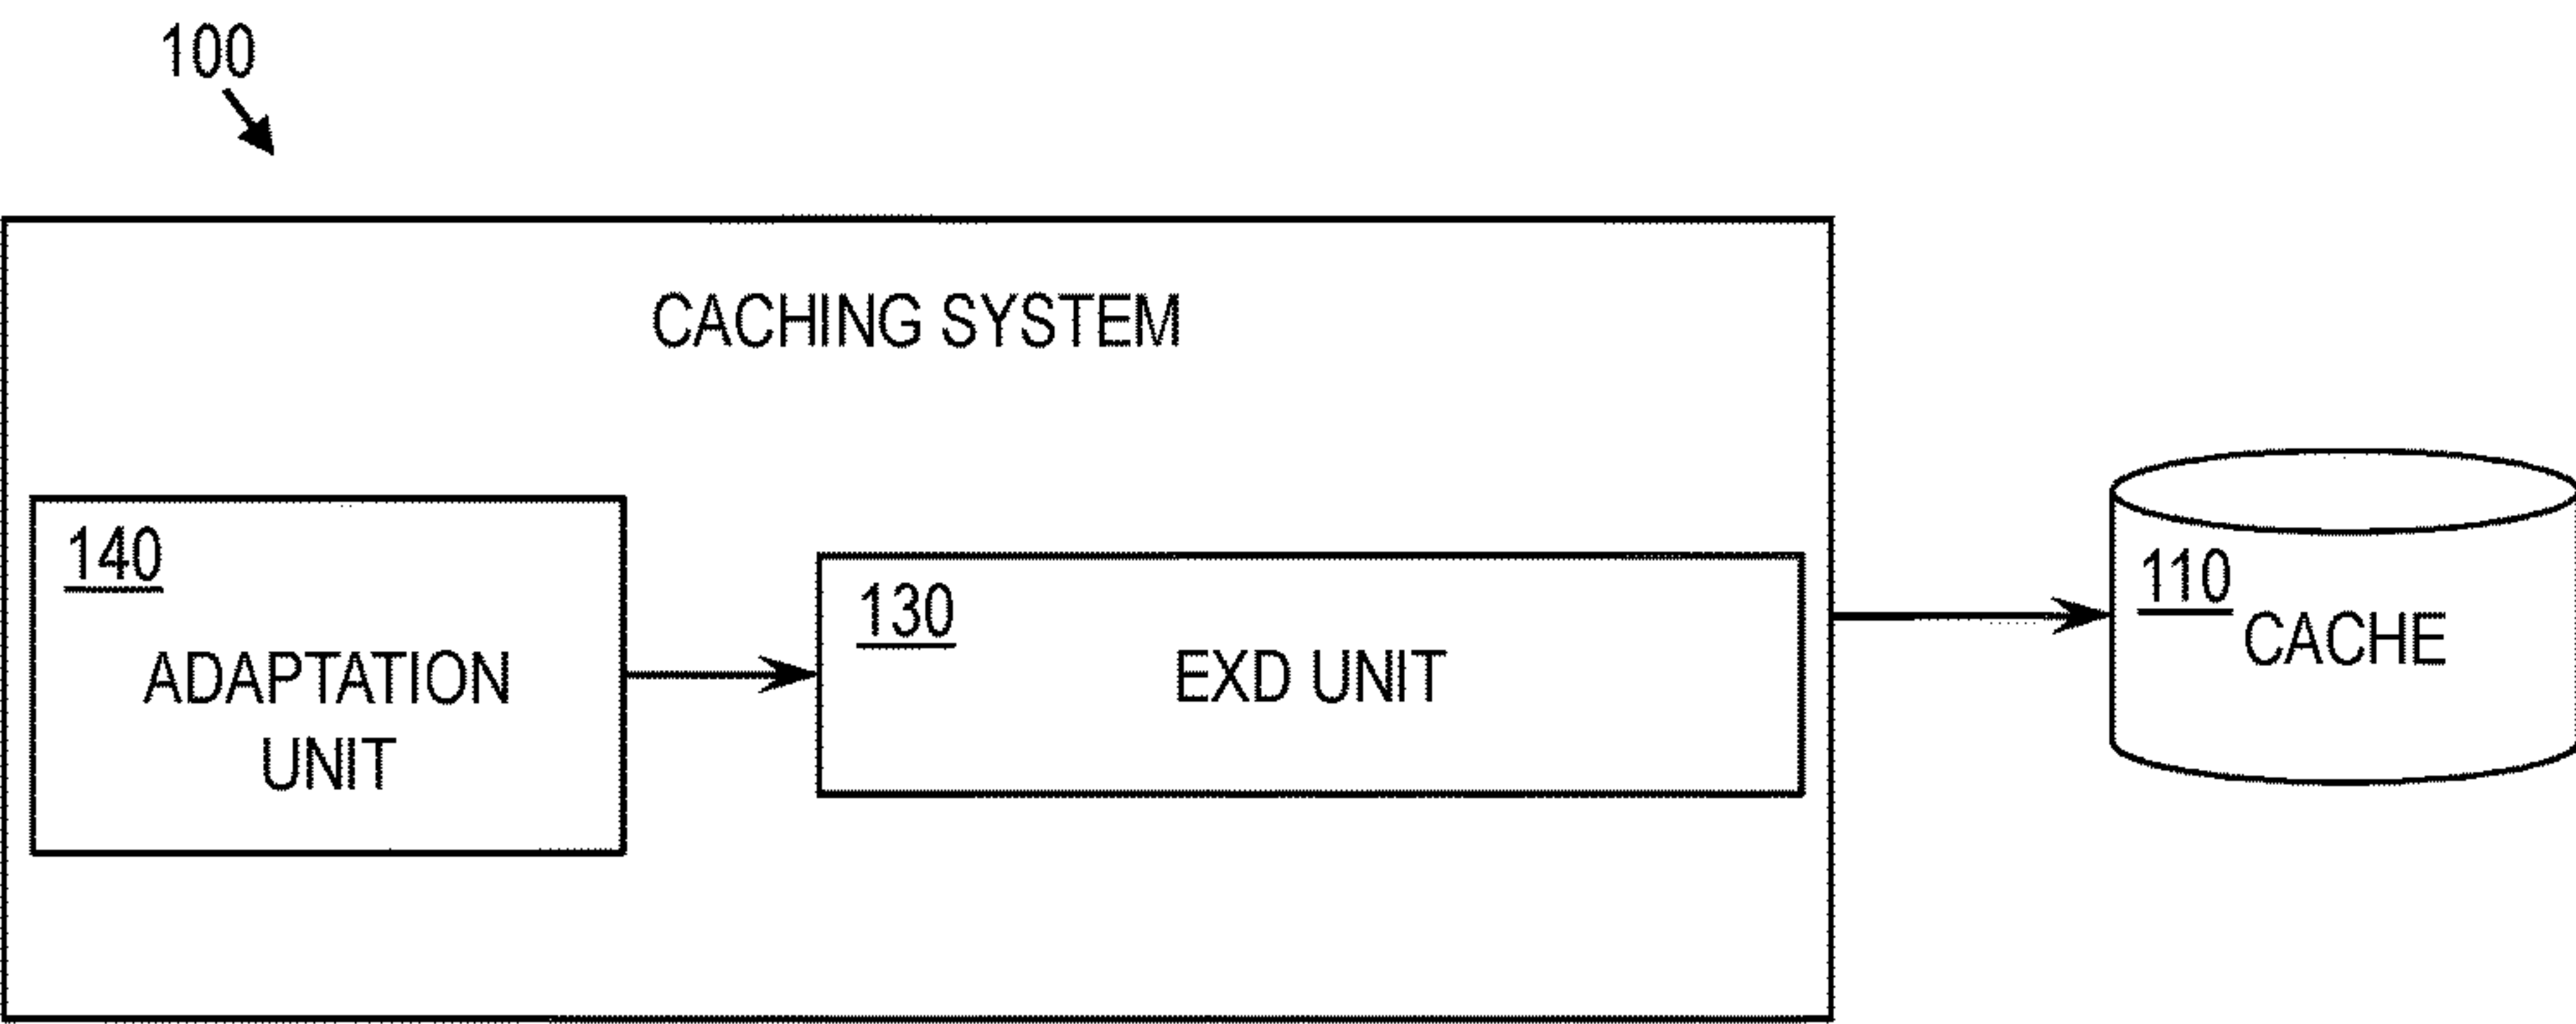 100
CACHING SYSTEM
140
ADAPTATION
UNIT
130
EXD UNIT
110
CACHE